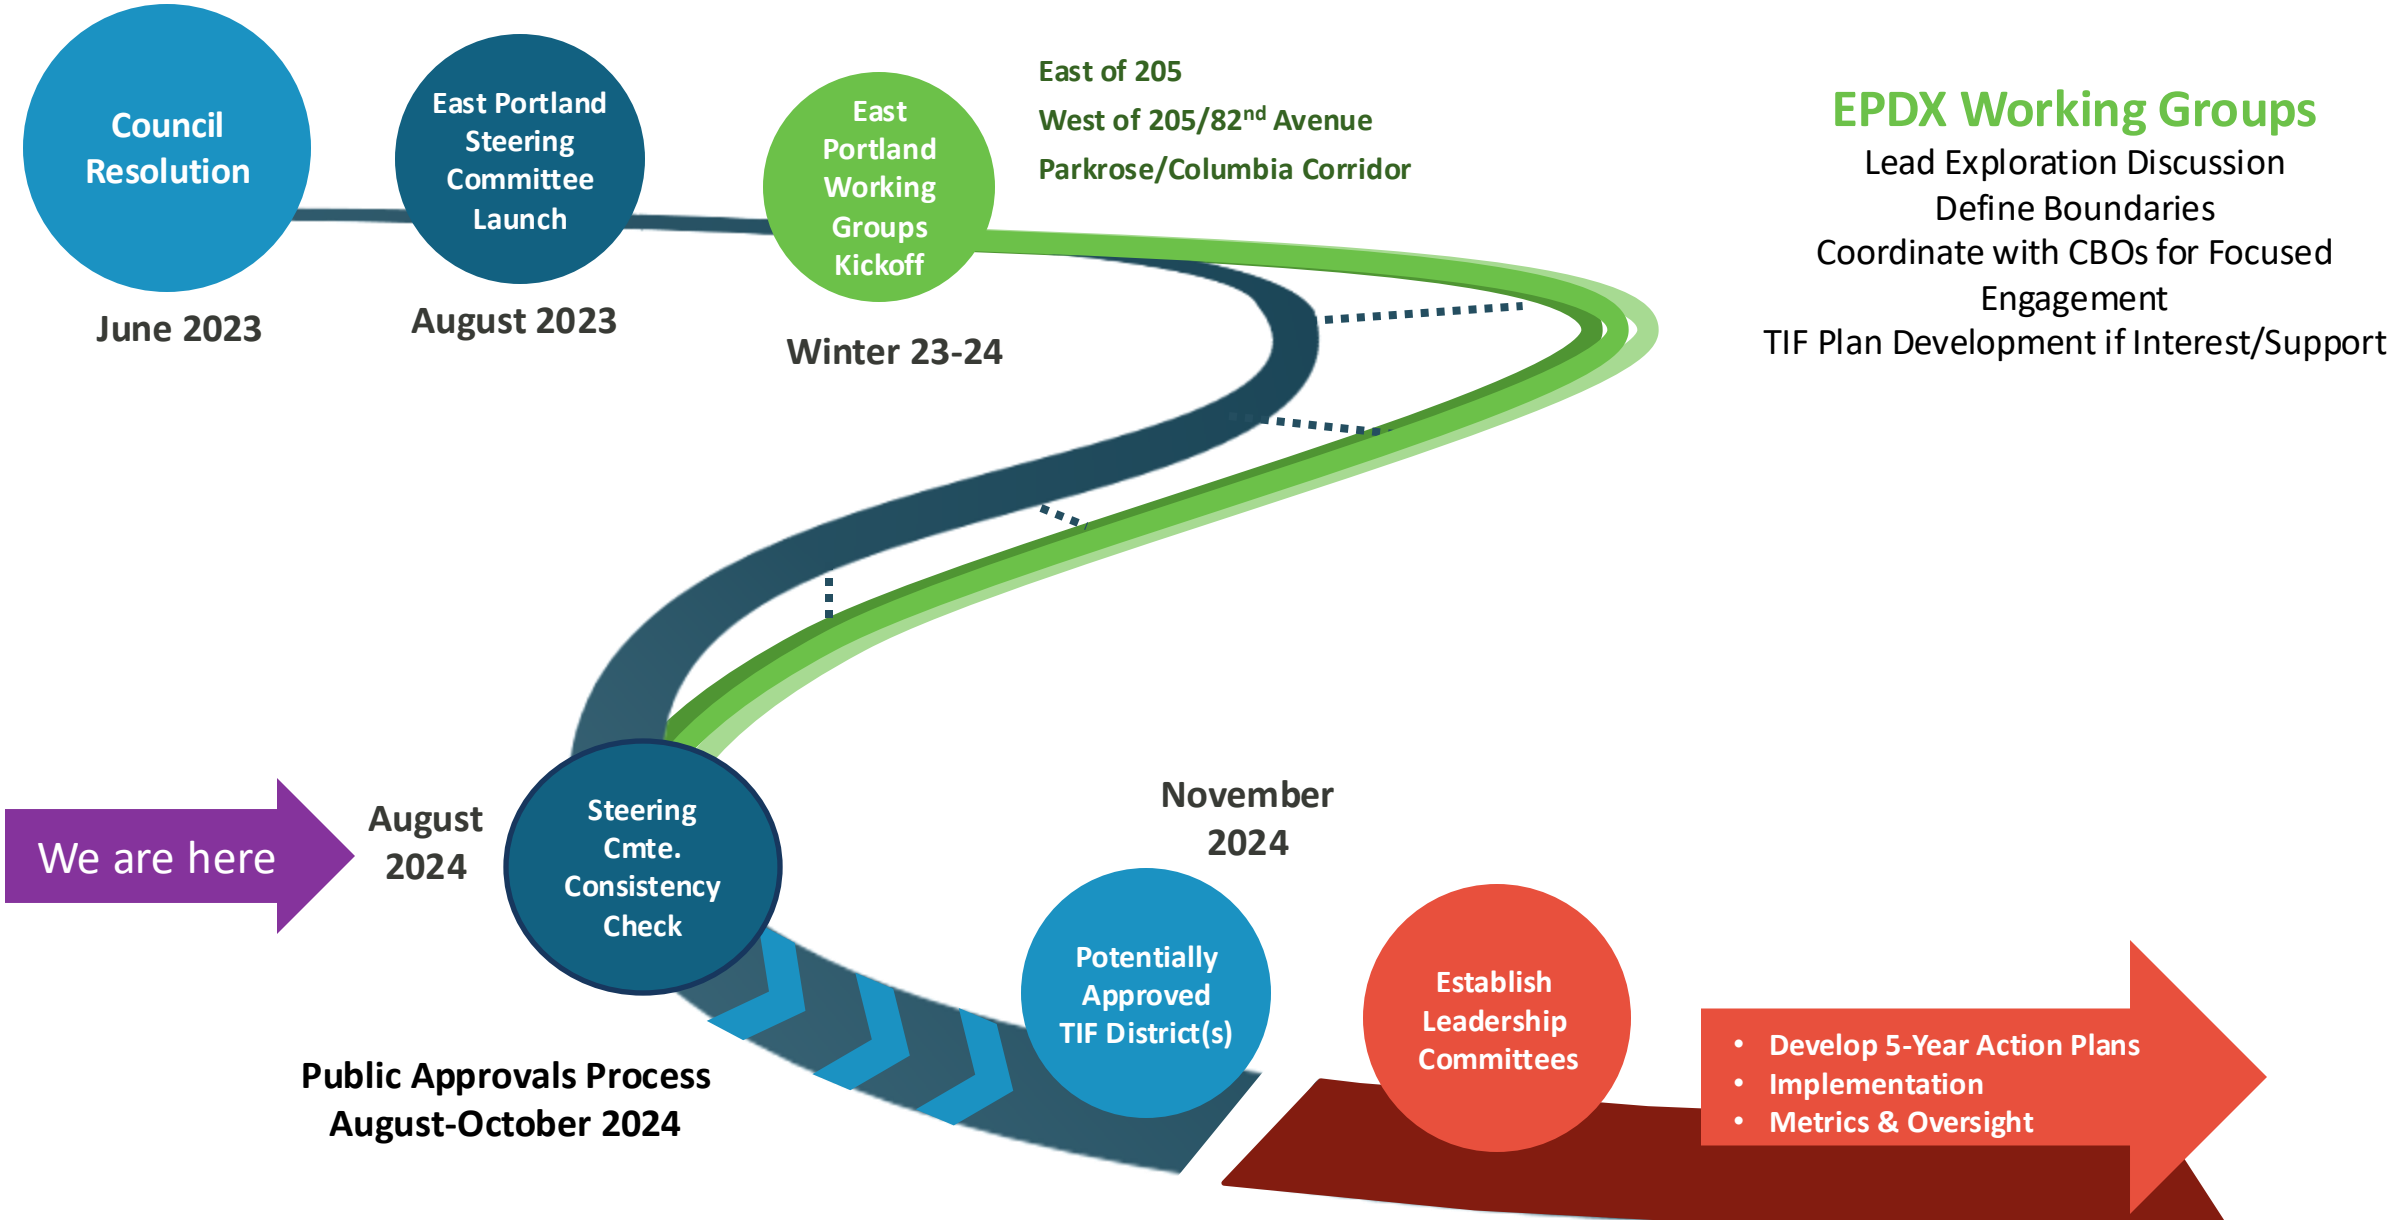 Council
Resolution
June 2023
East Portland
Steering
Committee
Launch
August 2023
East
Portland
Working
Groups
Kickoff
Winter 23-24
East of 205
West of 205/82nd Avenue
Parkrose/Columbia Corridor
EPDX Working Groups
Lead Exploration Discussion
Define Boundaries
Coordinate with CBOs for Focused
Engagement
TIF Plan Development if Interest/Support
We are here
August
2024
Steering
Cmte.
Consistency
Check
Public Approvals Process
August-October 2024
November
2024
Potentially
Approved
TIF District(s)
Establish
Leadership
Committees
• Develop 5-Year Action Plans
• Implementation
• Metrics & Oversight